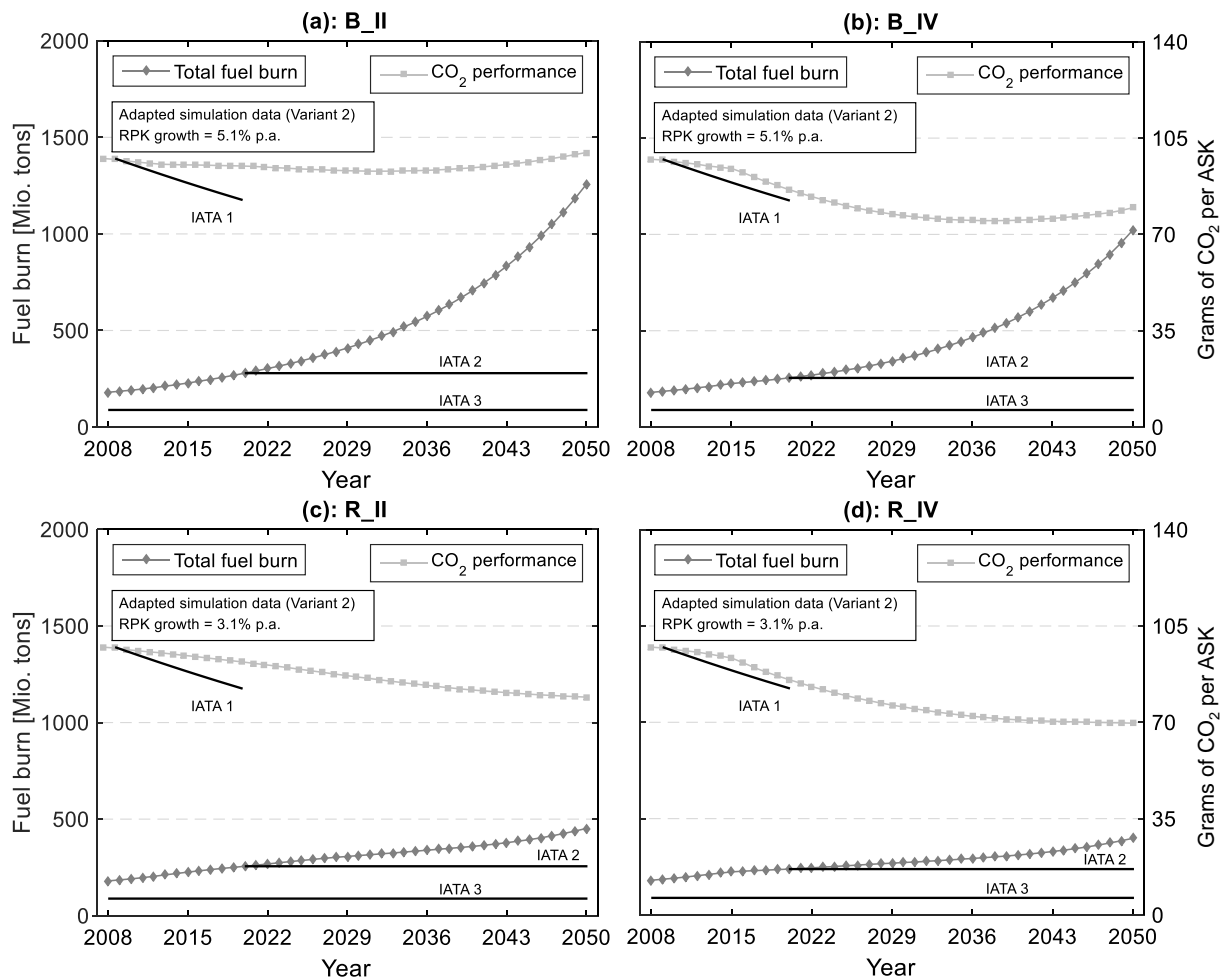 (a): B_II
2000
1500
1000
500
0
Fuel burn [Mio. tons]
Total fuel burn
CO2 performance
Adapted simulation data (Variant 2)
RPK growth = 5.1% p.a.
IATA 1
IATA 2
IATA 3
2008 2015 2022 2029 2036 2043 2050
Year
(b): B_IV
Total fuel burn
CO2 performance
Adapted simulation data (Variant 2)
RPK growth = 5.1% p.a.
IATA 1
IATA 2
IATA 3
140
105
70
35
0
Grams of CO2 per ASK
2008 2015 2022 2029 2036 2043 2050
Year
(c): R_II
2000
1500
1000
500
0
Fuel burn [Mio. tons]
Total fuel burn
CO2 performance
Adapted simulation data (Variant 2)
RPK growth = 3.1% p.a.
IATA 1
IATA 2
IATA 3
2008 2015 2022 2029 2036 2043 2050
Year
(d): R_IV
Total fuel burn
CO2 performance
Adapted simulation data (Variant 2)
RPK growth = 3.1% p.a.
IATA 1
IATA 2
IATA 3
140
105
70
35
0
Grams of CO2 per ASK
2008 2015 2022 2029 2036 2043 2050
Year